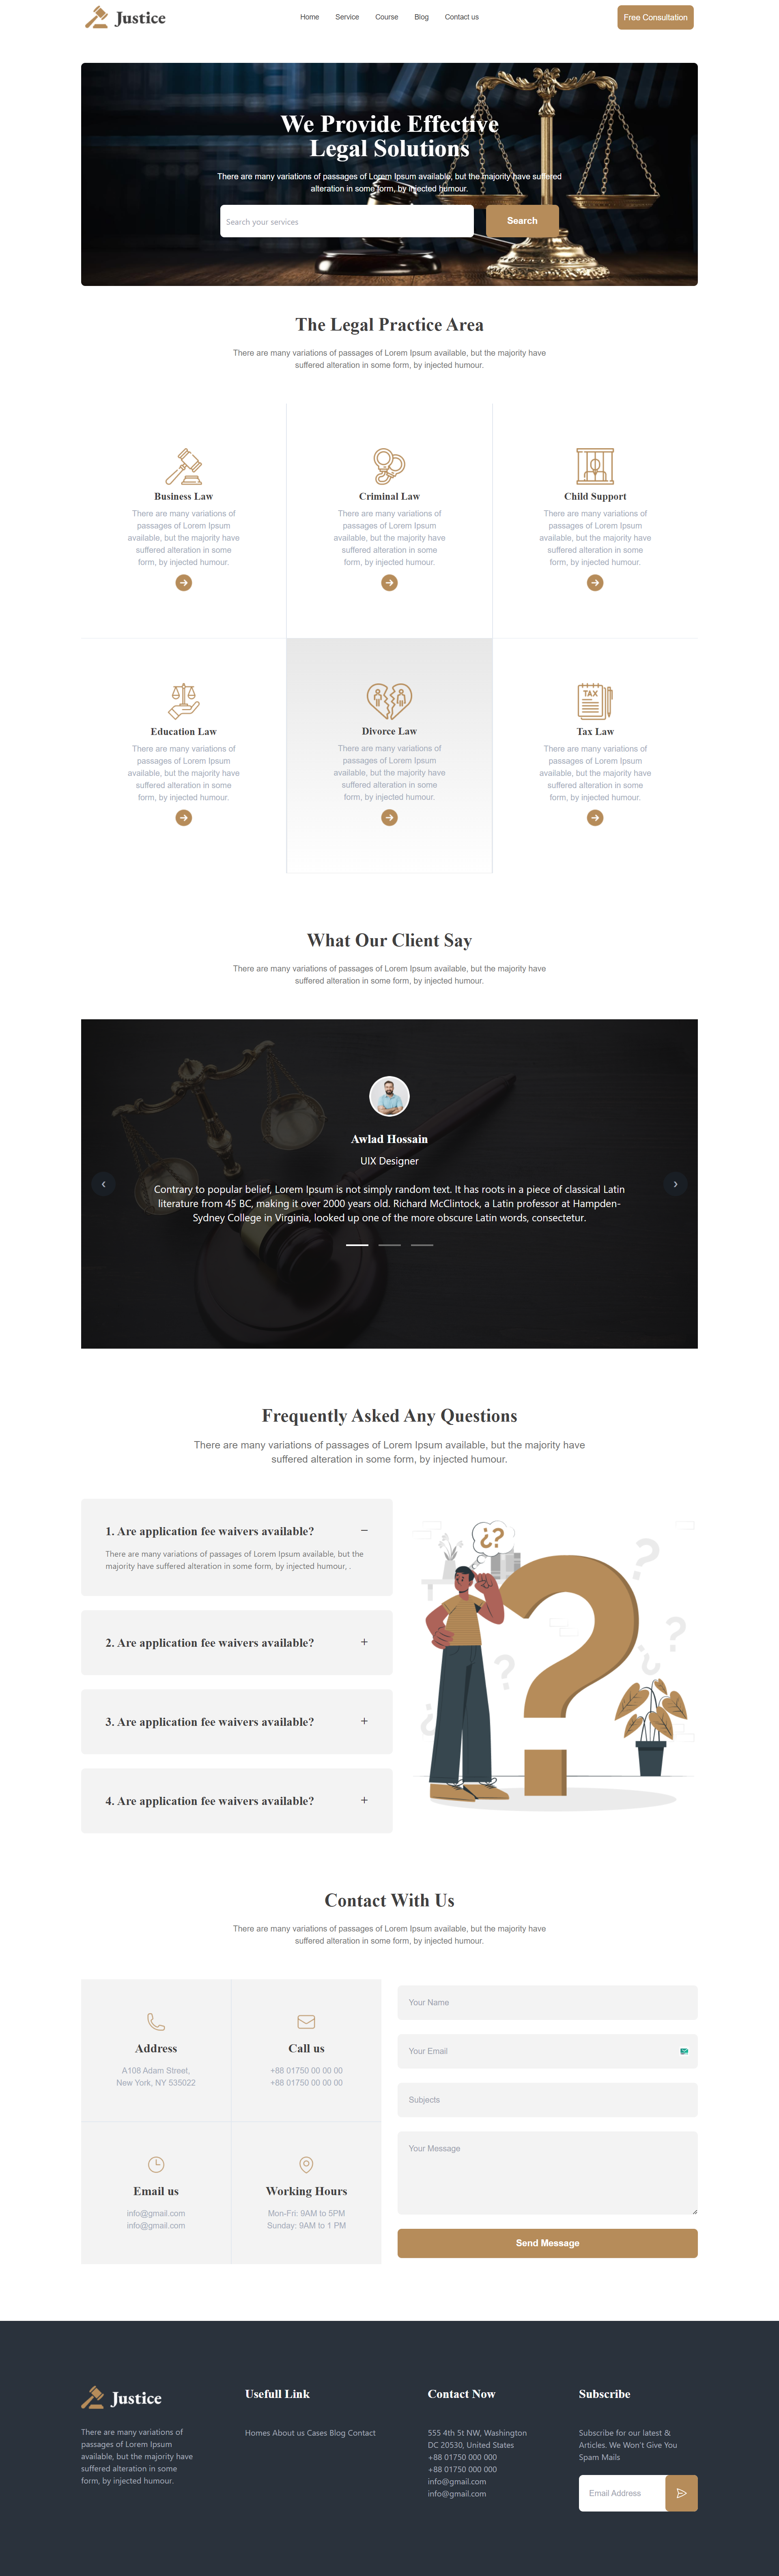 Justice
Home Service Course Blog Contact us
Free Consultation
We Provide Effective
Legal Solutions
There are many variations of passages of Lorem Ipsum available, but the majority have suffered
alteration in some form, by injected humour.
Search your services
Search
The Legal Practice Area
There are many variations of passages of Lorem Ipsum available, but the majority have
suffered alteration in some form, by injected humour.
Business Law
There are many variations of
passages of Lorem Ipsum
available, but the majority have
suffered alteration in some
form, by injected humour.
Criminal Law
There are many variations of
passages of Lorem Ipsum
available, but the majority have
suffered alteration in some
form, by injected humour.
Child Support
There are many variations of
passages of Lorem Ipsum
available, but the majority have
suffered alteration in some
form, by injected humour.
Education Law
There are many variations of
passages of Lorem Ipsum
available, but the majority have
suffered alteration in some
form, by injected humour.
Divorce Law
There are many variations of
passages of Lorem Ipsum
available, but the majority have
suffered alteration in some
form, by injected humour.
TAX
Tax Law
There are many variations of
passages of Lorem Ipsum
available, but the majority have
suffered alteration in some
form, by injected humour.
What Our Client Say
There are many variations of passages of Lorem Ipsum available, but the majority have
suffered alteration in some form, by injected humour.
Awlad Hossain
UIX Designer
Contrary to popular belief, Lorem Ipsum is not simply random text. It has roots in a piece of classical Latin
literature from 45 BC, making it over 2000 years old. Richard McClintock, a Latin professor at Hampden-
Sydney College in Virginia, looked up one of the more obscure Latin words, consectetur.
Frequently Asked Any Questions
There are many variations of passages of Lorem Ipsum available, but the majority have
suffered alteration in some form, by injected humour.
1. Are application fee waivers available?
There are many variations of passages of Lorem Ipsum available, but the
majority have suffered alteration in some form, by injected humour, .
2. Are application fee waivers available?
3. Are application fee waivers available?
4. Are application fee waivers available?
¿?
?
Contact With Us
There are many variations of passages of Lorem Ipsum available, but the majority have
suffered alteration in some form, by injected humour.
Address
A108 Adam Street,
New York, NY 535022
Call us
+88 01750 00 00 00
+88 01750 00 00 00
Email us
info@gmail.com
info@gmail.com
Working Hours
Mon-Fri: 9AM to 5PM
Sunday: 9AM to 1 PM
Your Name
Your Email
Subjects
Your Message
Send Message
Justice
There are many variations of
passages of Lorem Ipsum
available, but the majority have
suffered alteration in some
form, by injected humour.
Usefull Link
Homes About us Cases Blog Contact
Contact Now
555 4th 5t NW, Washington
DC 20530, United States
+88 01750 000 000
+88 01750 000 000
info@gmail.com
info@gmail.com
Subscribe
Subscribe for our latest &
Articles. We Won't Give You
Spam Mails
Email Address